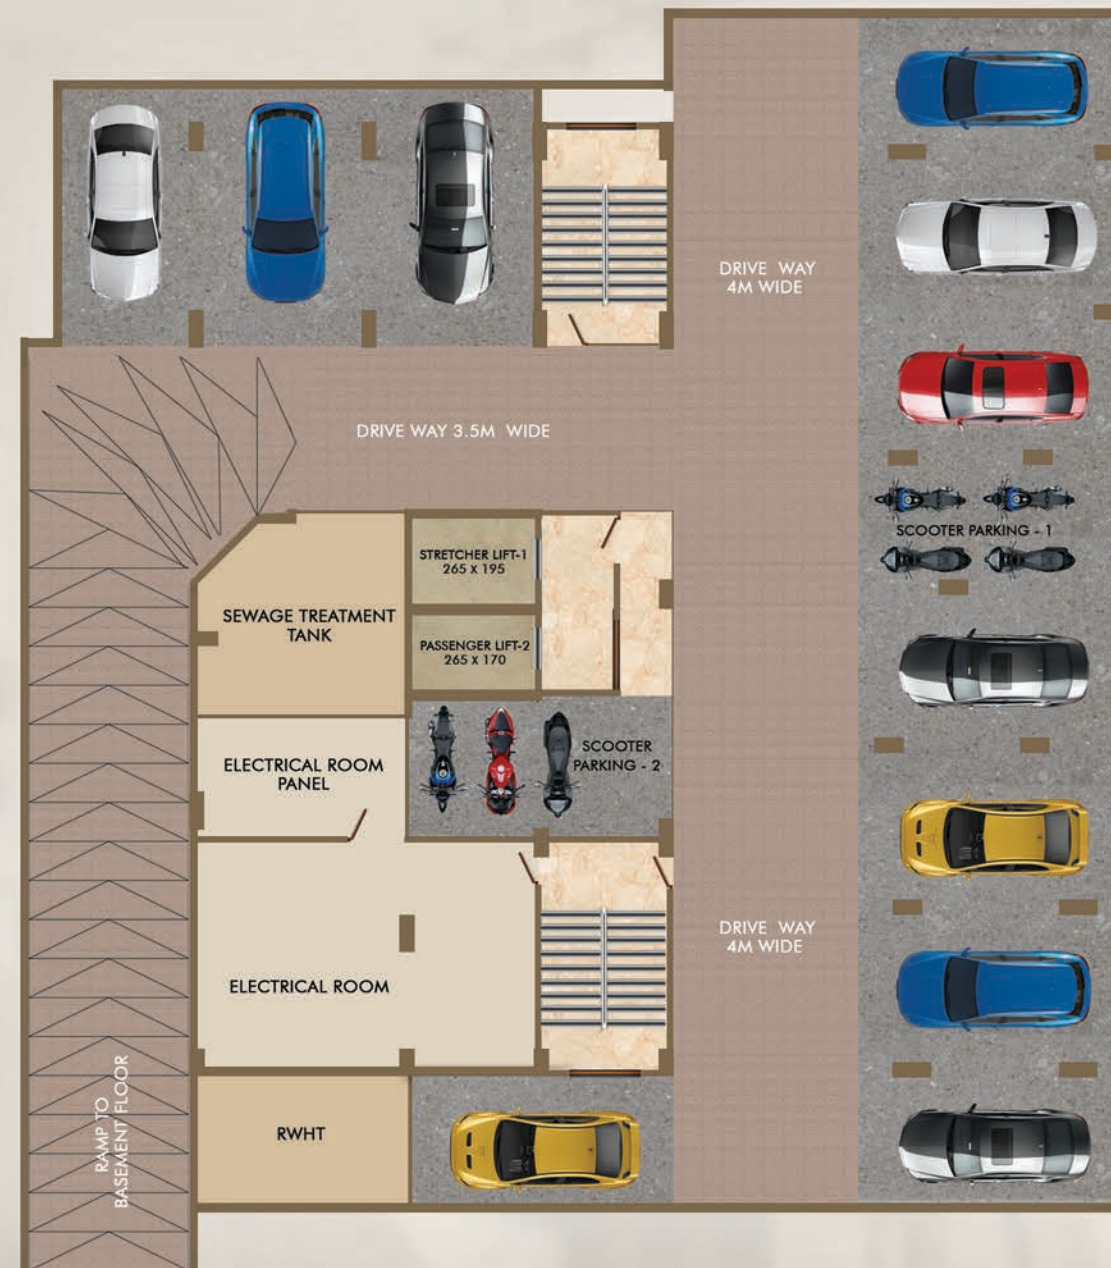 DRIVE WAY
4M WIDE
DRIVE WAY 3.5M WIDE
SCOOTER PARKING - 1
STRETCHER LIFT-1
265 X 195
SEWAGE TREATMENT
TANK
PASSENGER LIFT-2
265 X 170
SCOOTER
PARKING - 2
ELECTRICAL ROOM
PANEL
DRIVE WAY
4M WIDE
ELECTRICAL ROOM
RAMP TO
BASEMENT FLOOR
RWHT